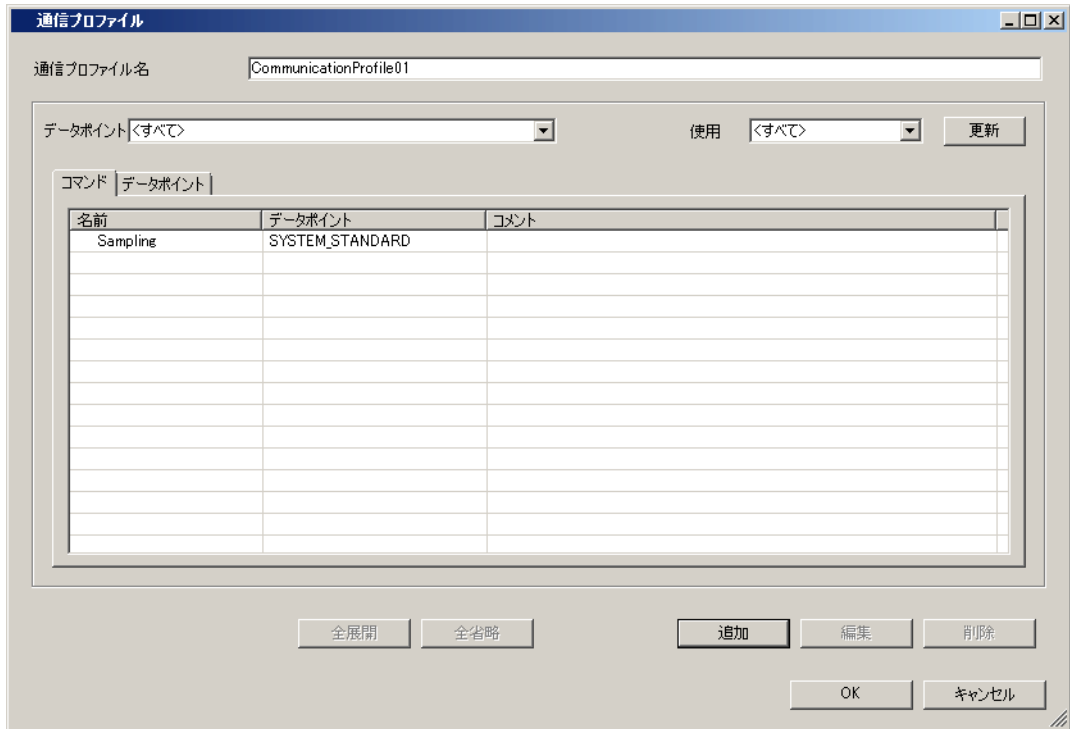 通信プロファイル
通信プロファイル名 CommunicationProfile01
データポイント <すべて> 使用 <すべて> 更新
コマンド データポイント
名前 データポイント コメント
Sampling SYSTEM_STANDARD
全展開 全省略 追加 編集 削除
OK キャンセル